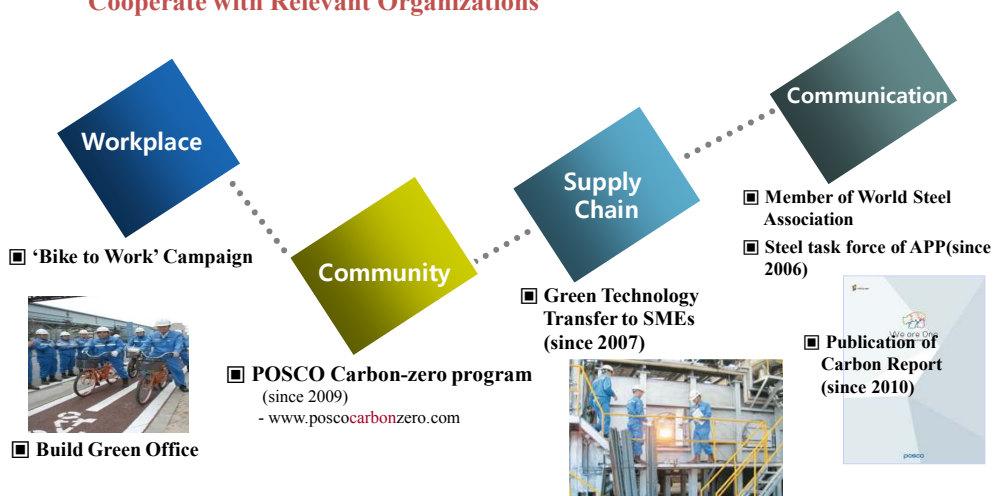 Cooperate with Relevant Organizations
Workplace
▣ ‘Bike to Work’ Campaign
▣ Build Green Office
Community
▣ POSCO Carbon-zero program
(since 2009)
- www.poscocarbonzero.com
Supply
Chain
▣ Green Technology
Transfer to SMEs
(since 2007)
Communication
▣ Member of World Steel
Association
▣ Steel task force of APP(since
2006)
We are One
▣ Publication of
Carbon Report
(since 2010)
posco